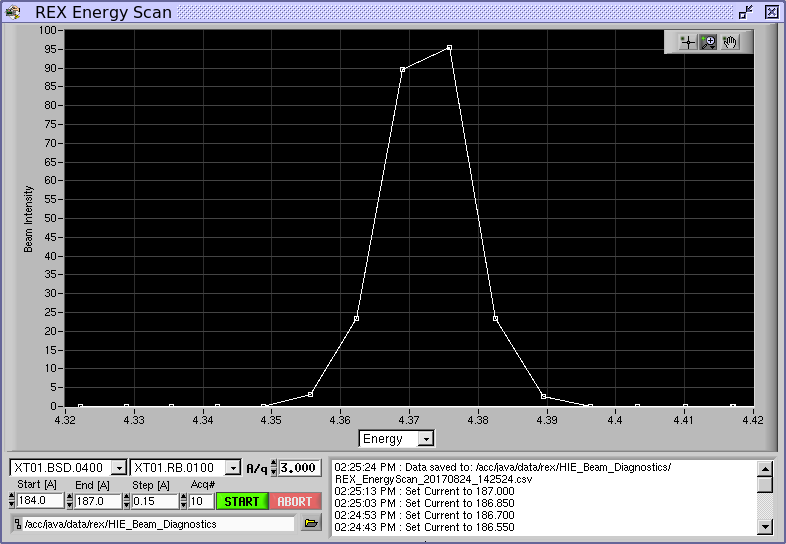 REX Energy Scan
100
95
90
85
80
75
70
65
60
55
50
45
40
35
30
25
20
15
10
5
0
Beam Intensity
4.32 4.33 4.34 4.35 4.36 4.37 4.38 4.39 4.4 4.41 4.42
Energy
XT01.BSD.0400 XT01.RB.0100 A/q 3.000
Start [A] End [A] Step [A] Acq#
184.0 187.0 0.15 10 START ABORT
/acc/java/data/rex/HIE_Beam_Diagnostics
02:25:24 PM : Data saved to: /acc/java/data/rex/HIE_Beam_Diagnostics/
REX_EnergyScan_20170824_142524.csv
02:25:13 PM : Set Current to 187.000
02:25:03 PM : Set Current to 186.850
02:24:53 PM : Set Current to 186.700
02:24:43 PM : Set Current to 186.550